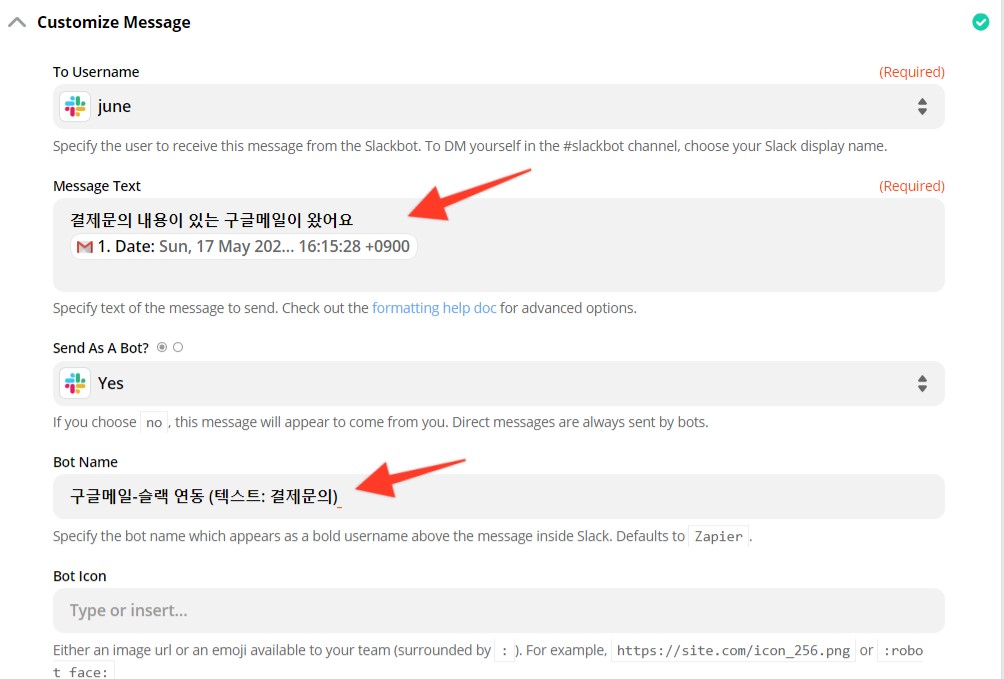 Customize Message
To Username (Required)
june
Specify the user to receive this message from the Slackbot. To DM yourself in the #slackbot channel, choose your Slack display name.
Message Text (Required)
결제문의 내용이 있는 구글메일이 왔어요
1. Date: Sun, 17 May 202... 16:15:28 +0900
Specify text of the message to send. Check out the formatting help doc for advanced options.
Send As A Bot?
Yes
If you choose no , this message will appear to come from you. Direct messages are always sent by bots.
Bot Name
구글메일-슬랙 연동 (텍스트: 결제문의)
Specify the bot name which appears as a bold username above the message inside Slack. Defaults to Zapier .
Bot Icon
Type or insert...
Either an image url or an emoji available to your team (surrounded by : ). For example, https://site.com/icon_256.png or :robo
t_face: